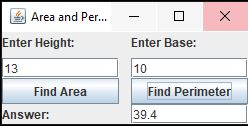 Area and Per...
Enter Height: Enter Base:
13 10
Find Area Find Perimeter
Answer: 39.4